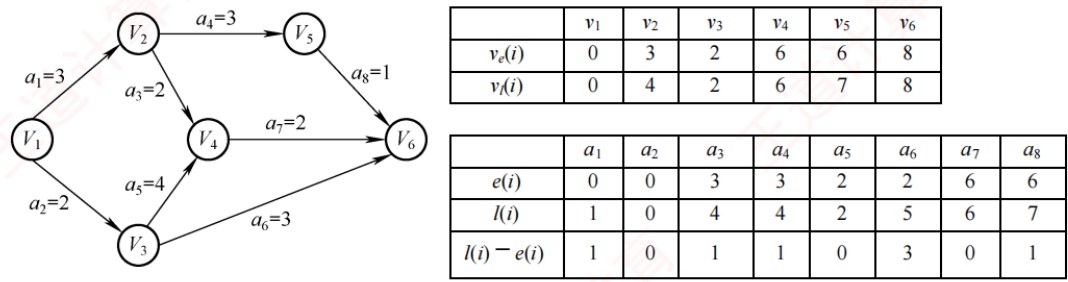 a₄=3
V₂
V₅
a₁=3
a₃=2
a₈=1
V₁
V₄
a₇=2
V₆
a₂=2
a₅=4
a₆=3
V₃
v₁ v₂ v₃ v₄ v₅ v₆
vₑ(i) 0 3 2 6 6 8
vₗ(i) 0 4 2 6 7 8
a₁ a₂ a₃ a₄ a₅ a₆ a₇ a₈
e(i) 0 0 3 3 2 2 6 6
l(i) 1 0 4 4 2 5 6 7
l(i)－e(i) 1 0 1 1 0 3 0 1